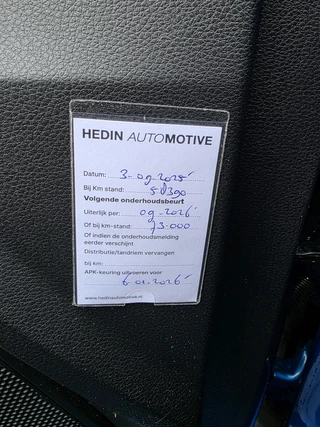 HEDIN AUTOMOTIVE
Datum: 3-09-2025
Bij Km stand:
Volgende onderhoudsbeurt
Uiterlijk per: 09-2026
Of bij km-stand: 73.000
Of indien de onderhoudsmelding
eerder verschijnt
Distributie/tandriem vervangen
bij km:
APK-keuring uitvoeren voor
6-01-2026
www.hedinautomotive.nl